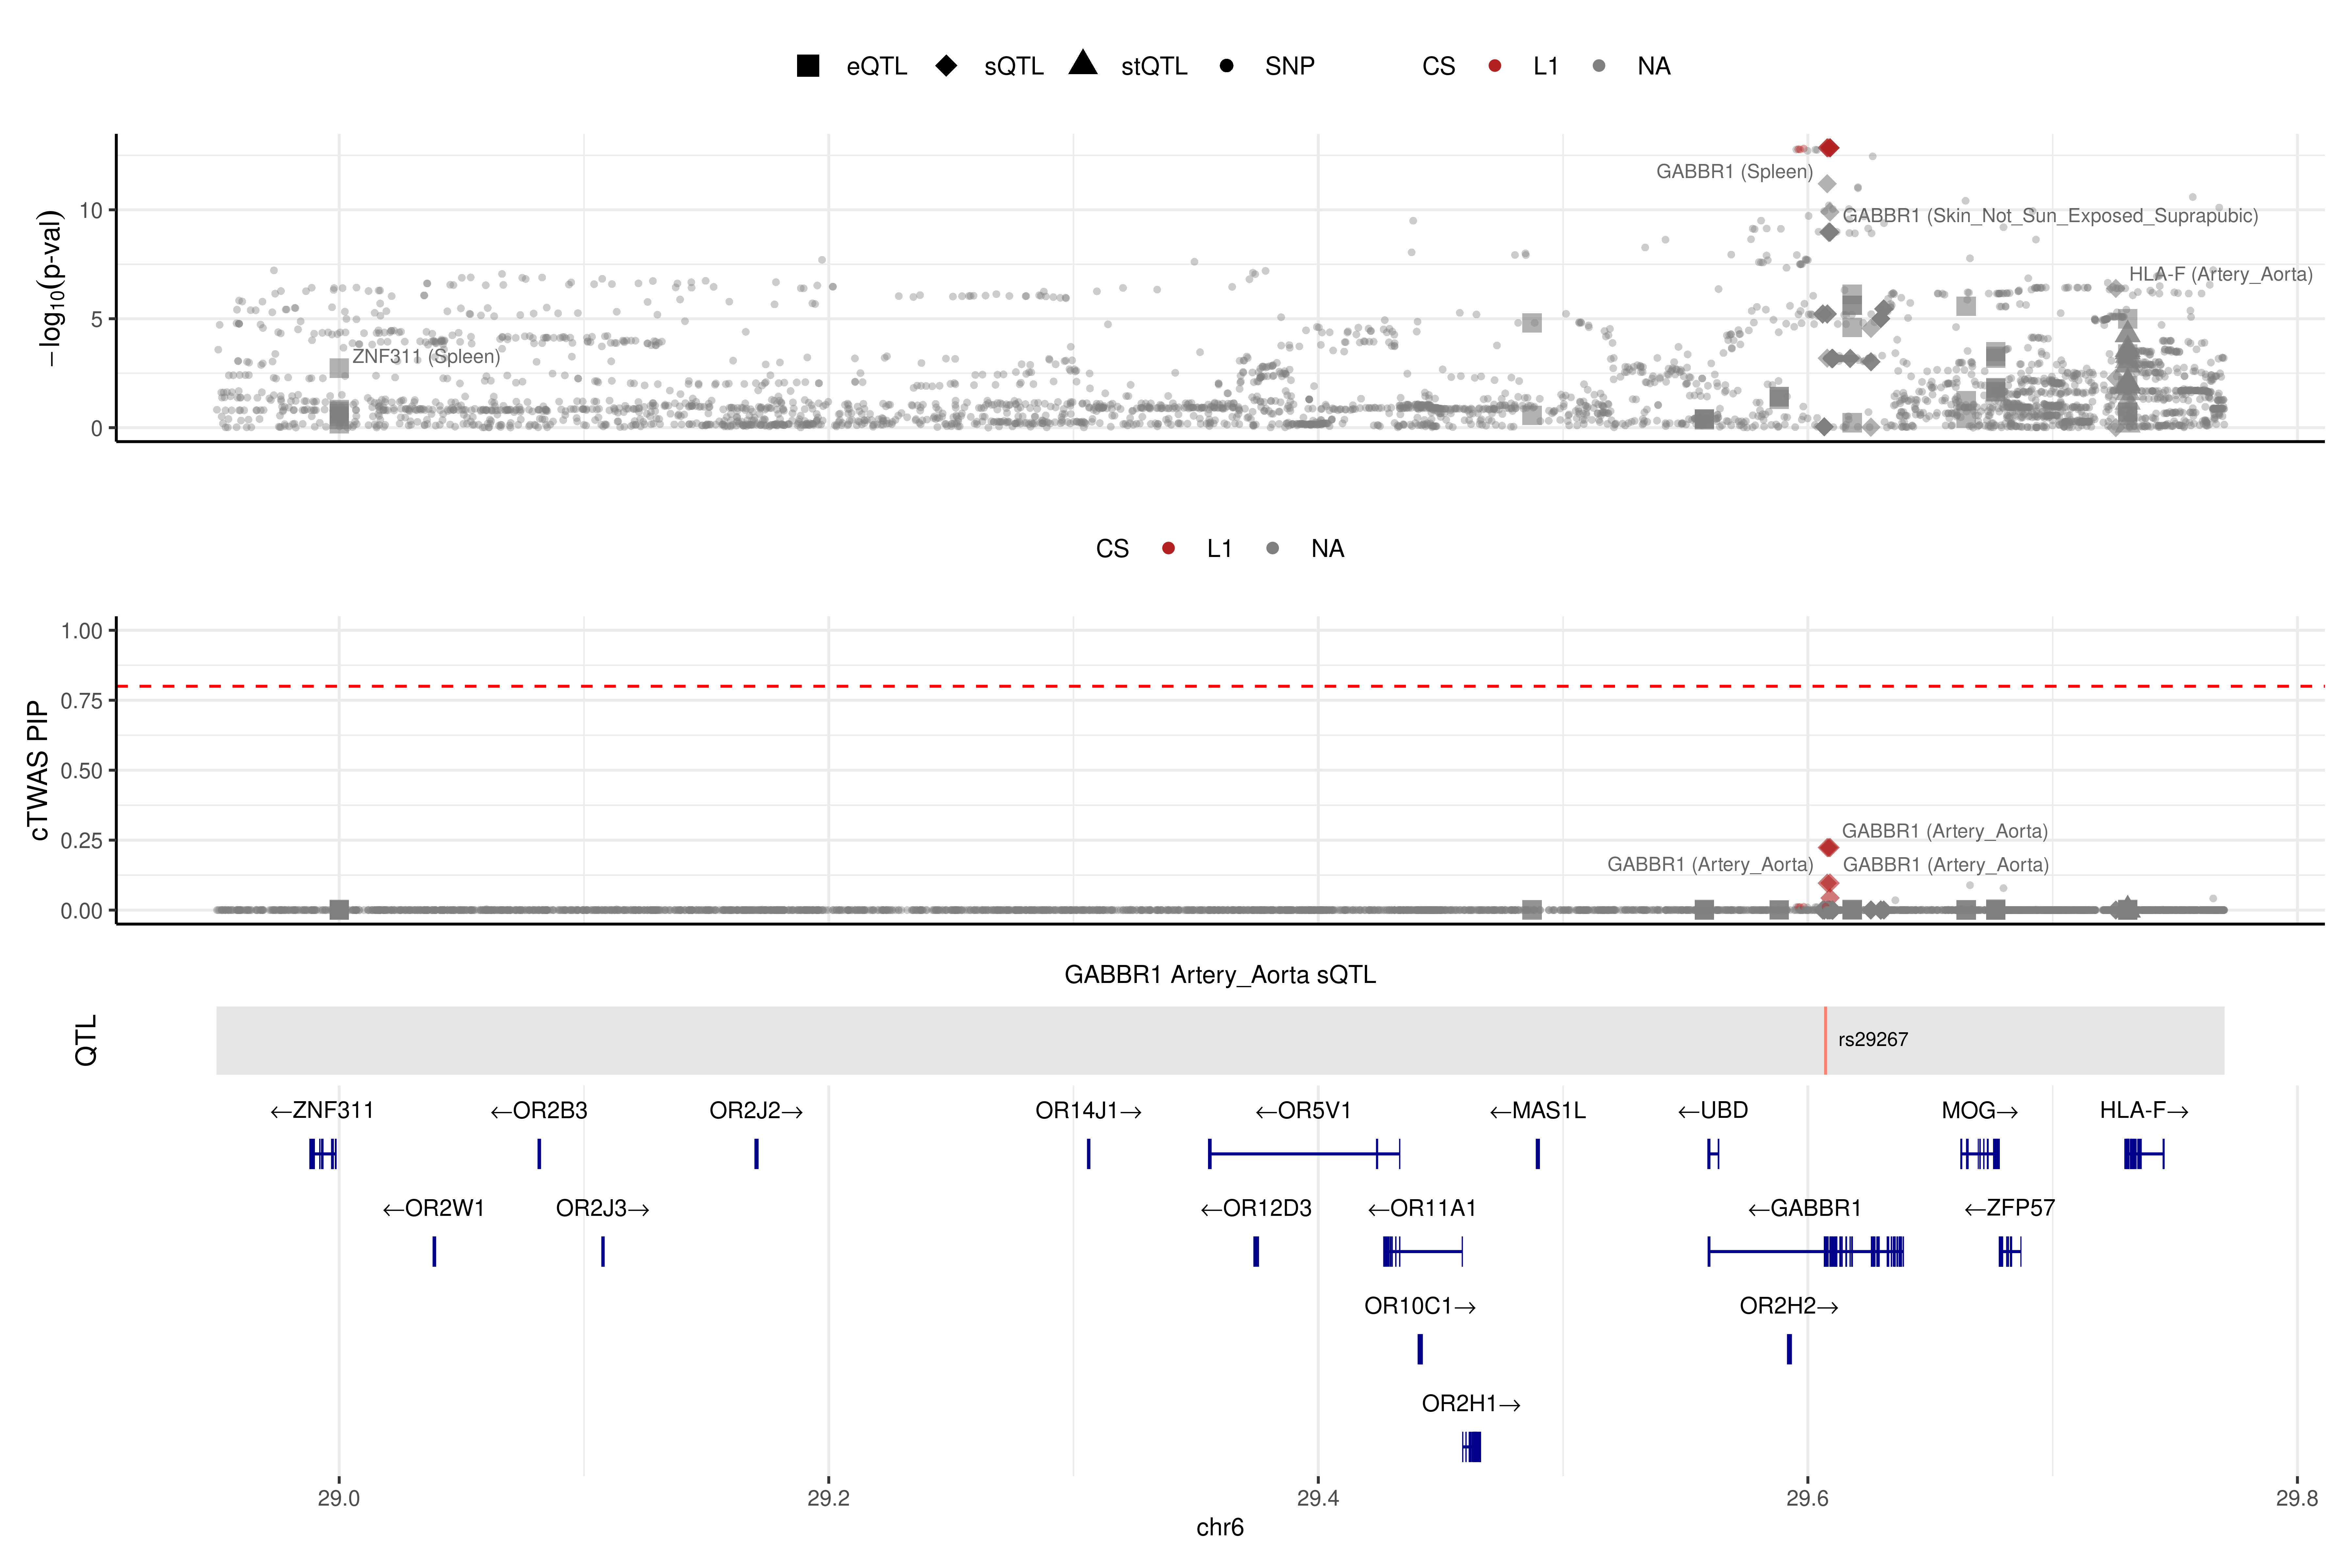 eQTL sQTL stQTL SNP CS L1 NA
−log10(p-val)
10
5
0
GABBR1 (Spleen)
GABBR1 (Skin_Not_Sun_Exposed_Suprapubic)
HLA-F (Artery_Aorta)
ZNF311 (Spleen)
CS L1 NA
cTWAS PIP
1.00
0.75
0.50
0.25
0.00
GABBR1 (Artery_Aorta)
GABBR1 (Artery_Aorta) GABBR1 (Artery_Aorta)
GABBR1 Artery_Aorta sQTL
QTL
rs29267
←ZNF311 ←OR2B3 OR2J2→ OR14J1→ ←OR5V1 ←MAS1L ←UBD MOG→ HLA-F→
←OR2W1 OR2J3→ ←OR12D3 ←OR11A1 ←GABBR1 ←ZFP57
OR10C1→ OR2H2→
OR2H1→
29.0 29.2 29.4 29.6 29.8
chr6